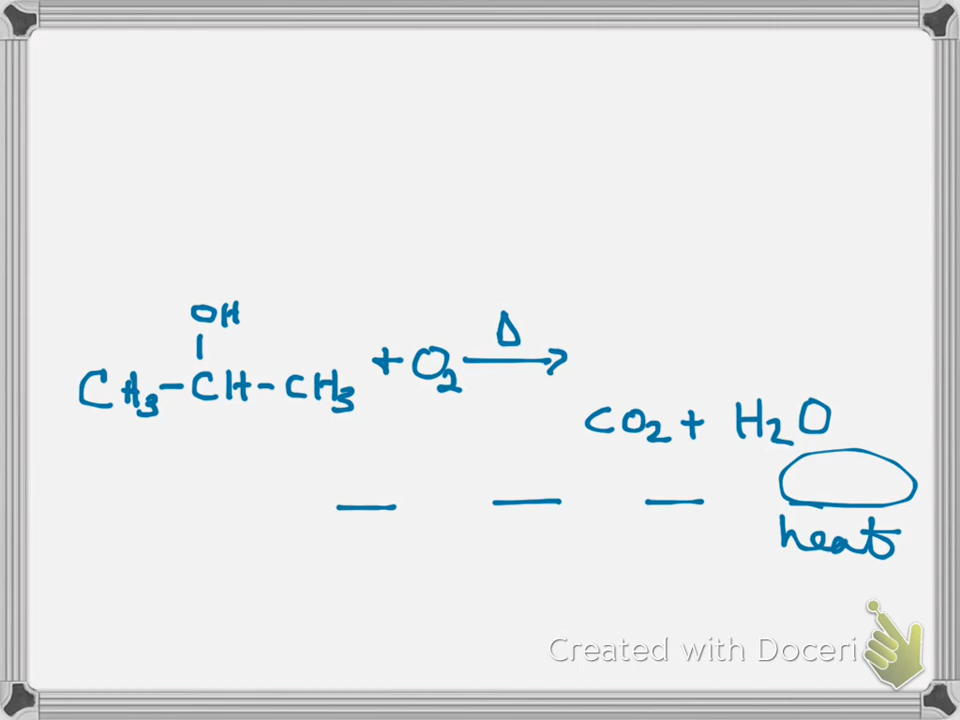 OH
CH3-CH-CH3 + O2 Δ→
CO2 + H2O
heat
Created with Doceri